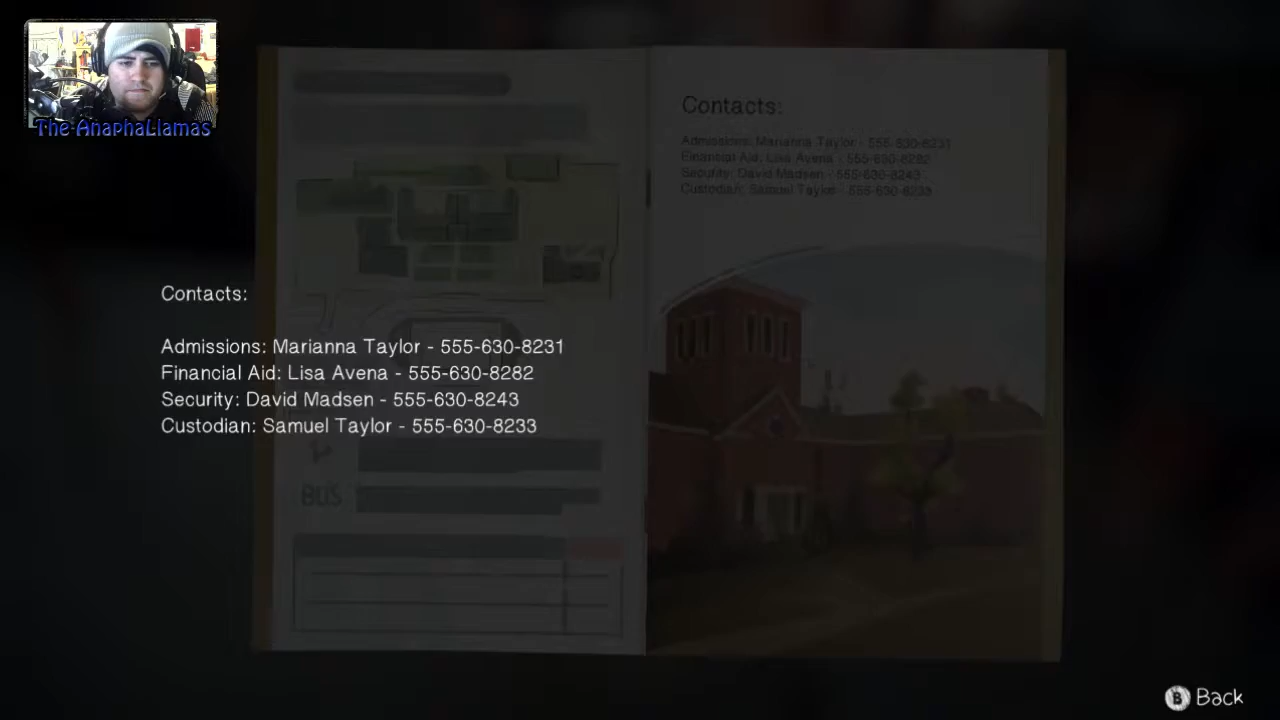 The AnaphaLlamas
Contacts:
Admissions: Marianna Taylor - 555-630-8231
Financial Aid: Lisa Avena - 555-630-8282
Security: David Madsen - 555-630-8243
Custodian: Samuel Taylor - 555-630-8233
Contacts:
Admissions: Marianna Taylor - 555-630-8231
Financial Aid: Lisa Avena - 555-630-8282
Security: David Madsen - 555-630-8243
Custodian: Samuel Taylor - 555-630-8233
BUS
B Back